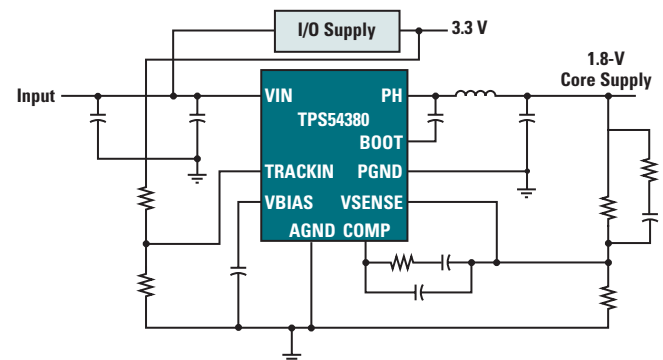 I/O Supply
3.3 V
1.8-V
Core Supply
Input
VIN
PH
TPS54380
BOOT
TRACKIN
PGND
VBIAS
VSENSE
AGND
COMP